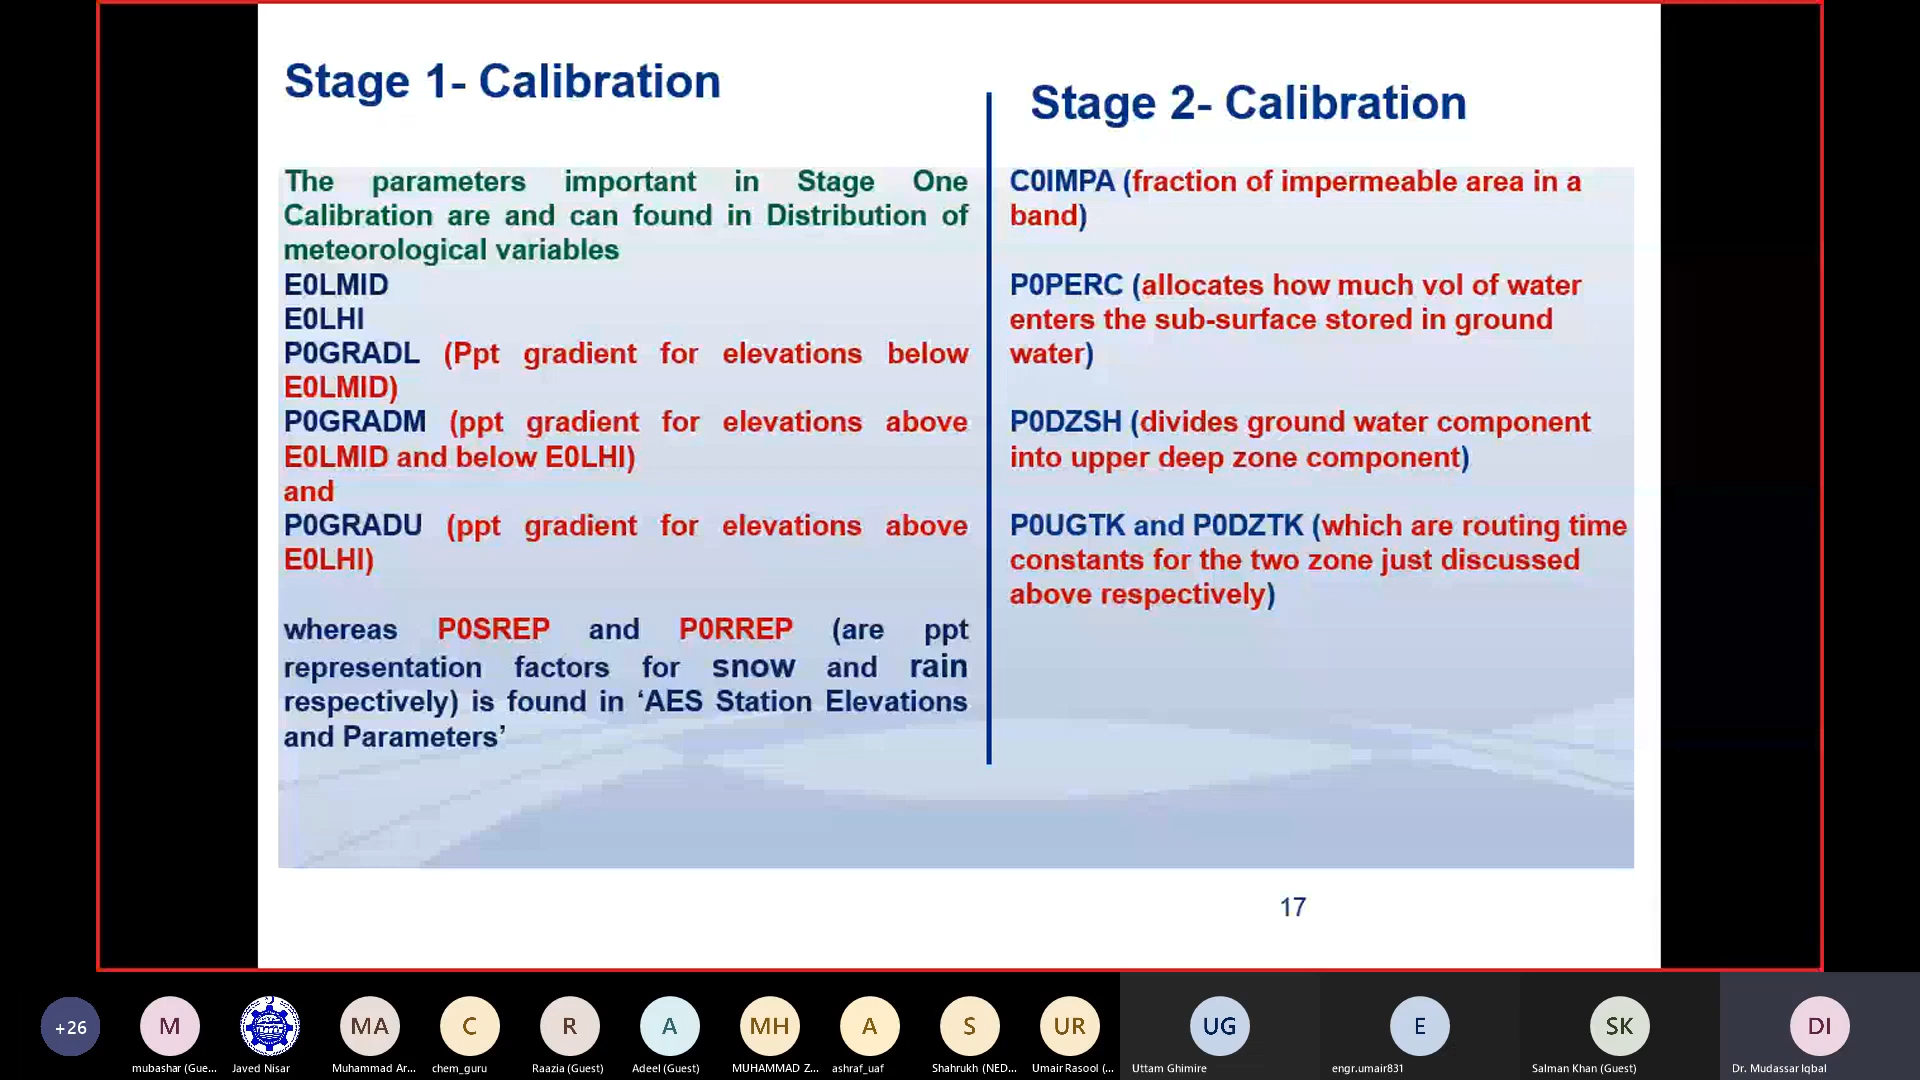 Stage 1- Calibration
The parameters important in Stage One
Calibration are and can found in Distribution of
meteorological variables
E0LMID
E0LHI
P0GRADL (Ppt gradient for elevations below
E0LMID)
P0GRADM (ppt gradient for elevations above
E0LMID and below E0LHI)
and
P0GRADU (ppt gradient for elevations above
E0LHI)
whereas P0SREP and P0RREP (are ppt
representation factors for snow and rain
respectively) is found in ‘AES Station Elevations
and Parameters’
Stage 2- Calibration
C0IMPA (fraction of impermeable area in a
band)
P0PERC (allocates how much vol of water
enters the sub-surface stored in ground
water)
P0DZSH (divides ground water component
into upper deep zone component)
P0UGTK and P0DZTK (which are routing time
constants for the two zone just discussed
above respectively)
17
+26
M
MA
C
R
A
MH
A
S
UR
UG
E
SK
DI
mubashar (Gue...
Javed Nisar
Muhammad Ar...
chem_guru
Raazia (Guest)
Adeel (Guest)
MUHAMMAD Z...
ashraf_uaf
Shahrukh (NED...
Umair Rasool (...
Uttam Ghimire
engr.umair831
Salman Khan (Guest)
Dr. Mudassar Iqbal